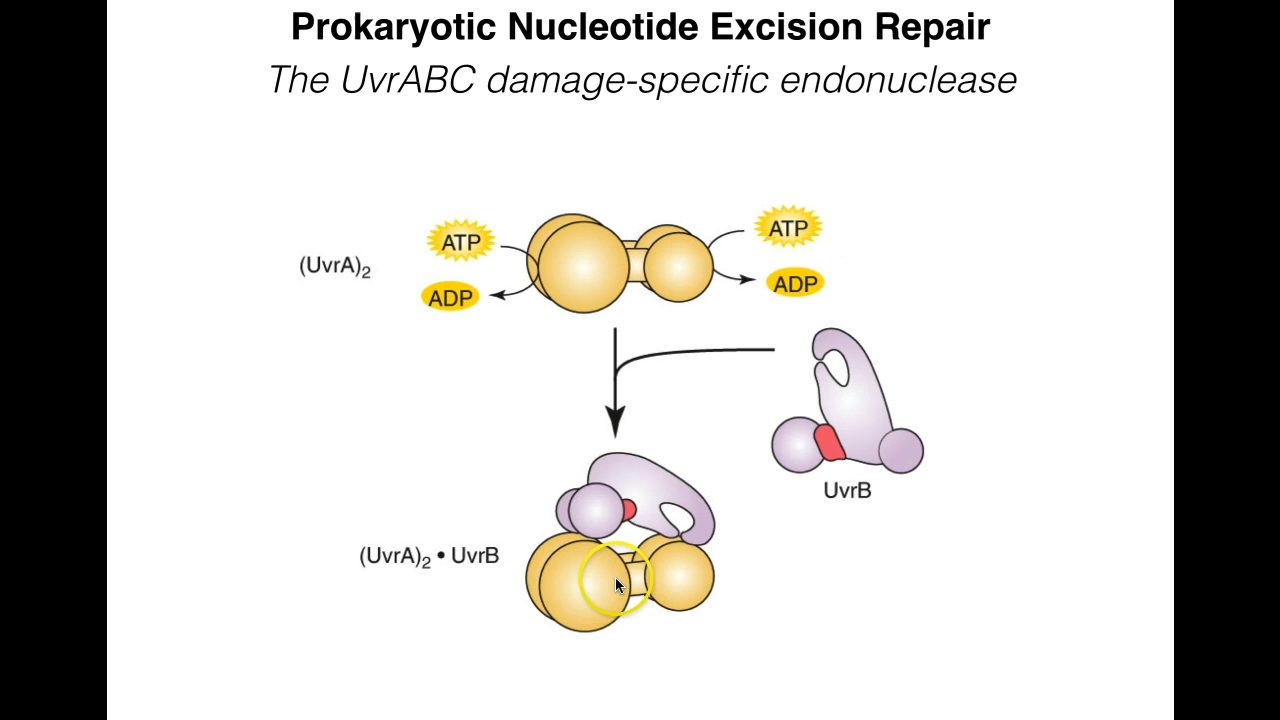 Prokaryotic Nucleotide Excision Repair
The UvrABC damage-specific endonuclease
ATP
ATP
(UvrA)₂
ADP
ADP
UvrB
(UvrA)₂ • UvrB